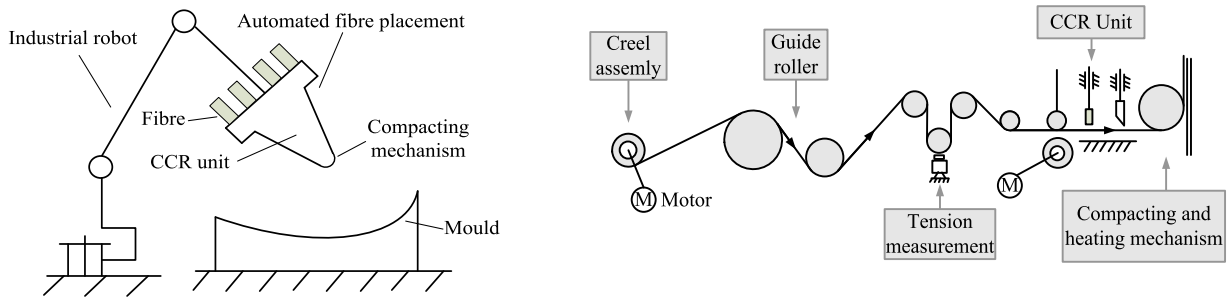 Industrial robot
Automated fibre placement
Fibre
CCR unit
Compacting
mechanism
Mould
Creel
assemly
Guide
roller
CCR Unit
M Motor
Tension
measurement
M
Compacting and
heating mechanism